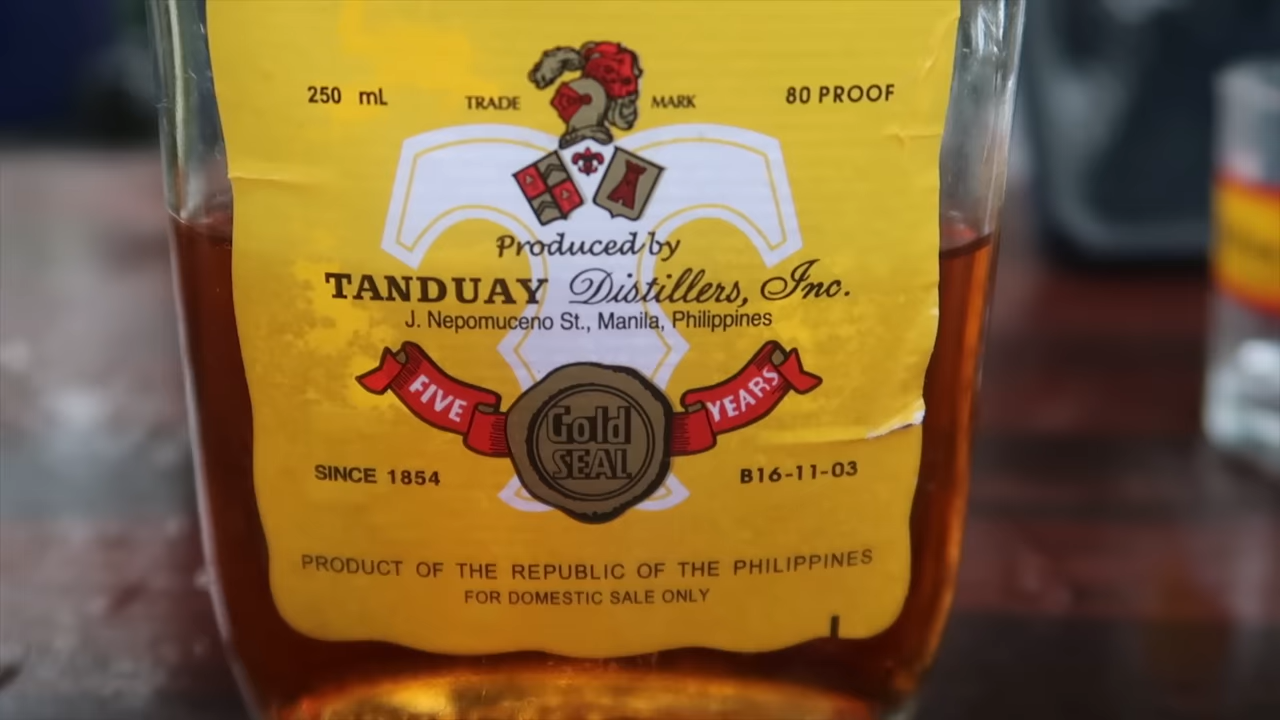 250 mL TRADE MARK 80 PROOF
Produced by
TANDUAY Distillers, Inc.
J. Nepomuceno St., Manila, Philippines
FIVE YEARS
Gold
SEAL
SINCE 1854 B16-11-03
PRODUCT OF THE REPUBLIC OF THE PHILIPPINES
FOR DOMESTIC SALE ONLY